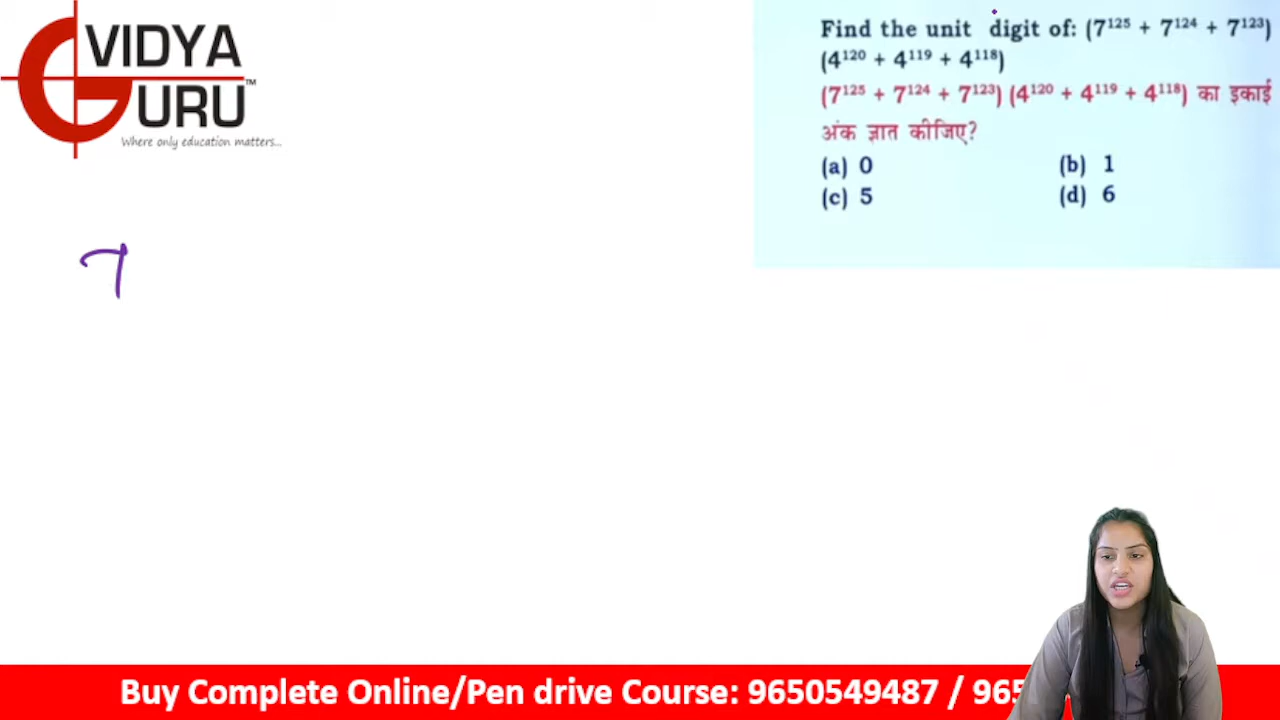 VIDYA
GURU™
Where only education matters...
Find the unit digit of: (7¹²⁵ + 7¹²⁴ + 7¹²³)
(4¹²⁰ + 4¹¹⁹ + 4¹¹⁸)
(7¹²⁵ + 7¹²⁴ + 7¹²³) (4¹²⁰ + 4¹¹⁹ + 4¹¹⁸) का इकाई
अंक ज्ञात कीजिए?
(a) 0 (b) 1
(c) 5 (d) 6
7
Buy Complete Online/Pen drive Course: 9650549487 / 965